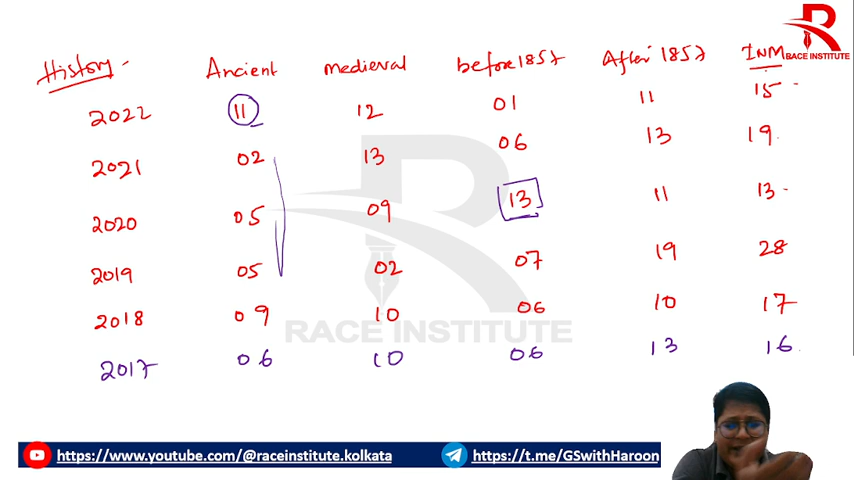 RACE INSTITUTE
History - Ancient medieval before 1857 After 1857 INM
2022 11 12 01 11 15
2021 02 13 06 13 19
2020 05 09 13 11 13
2019 05 02 07 19 28
2018 09 10 06 10 17
RACE INSTITUTE
2017 06 10 06 13 16
https://www.youtube.com/@raceinstitute.kolkata https://t.me/GSwithHaroon